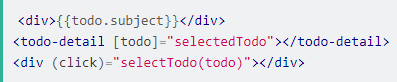 <div>{{todo.subject}}</div>
<todo-detail [todo]="selectedTodo"></todo-detail>
<div (click)="selectTodo(todo)"></div>